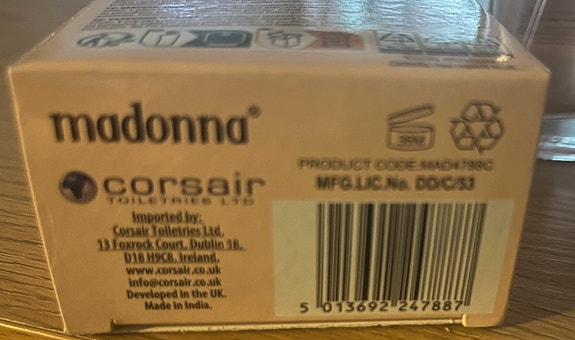 madonna®
corsair
TOILETRIES LTD
Imported by:
Corsair Toiletries Ltd.
13 Foxrock Court, Dublin 18,
D18 H9C8, Ireland.
www.corsair.co.uk
info@corsair.co.uk
Developed in the UK.
Made in India.
36M
PRODUCT CODE:MAD4788C
MFG.LIC.No. DD/C/53
5 013692 247887